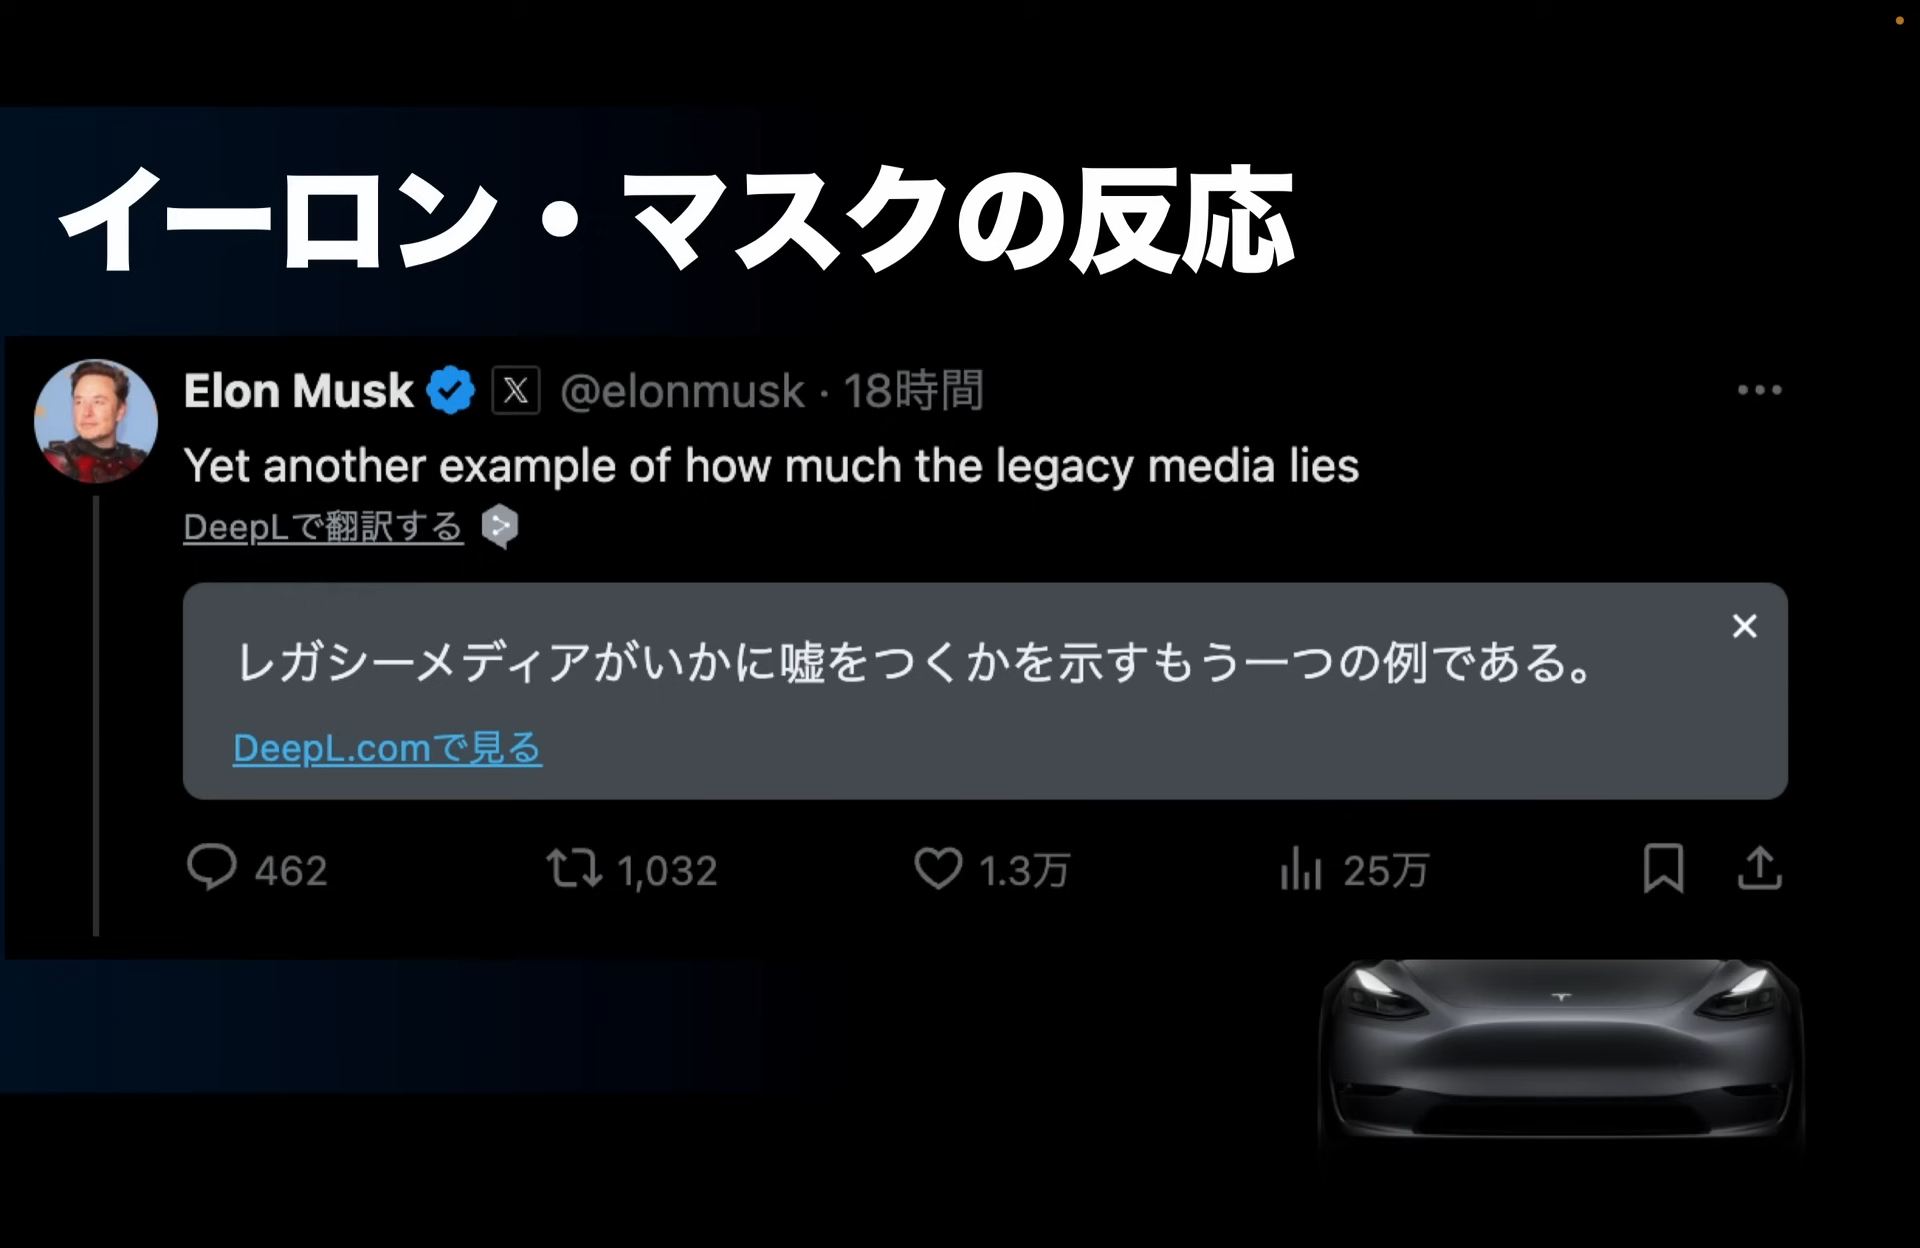 イーロン・マスクの反応
Elon Musk @elonmusk · 18時間
Yet another example of how much the legacy media lies
DeepLで翻訳する
レガシーメディアがいかに嘘をつくかを示すもう一つの例である。
DeepL.comで見る
462 1,032 1.3万 25万